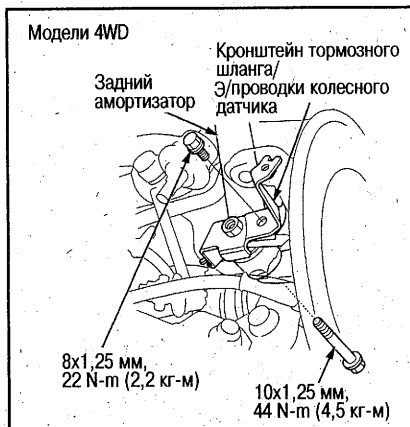 Модели 4WD
Кронштейн тормозного
шланга/
Э/проводки колесного
датчика
Задний
амортизатор
8x1,25 мм,
22 N-m (2,2 кг-м)
10x1,25 мм,
44 N-m (4,5 кг-м)